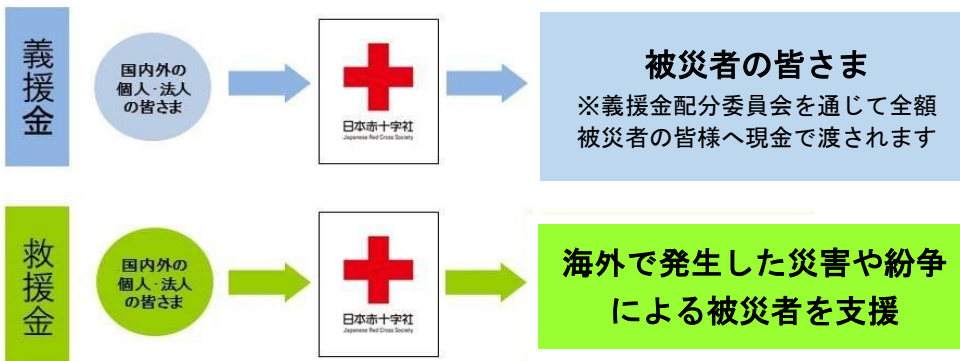 義援金
国内外の
個人・法人
の皆さま
日本赤十字社
Japanese Red Cross Society
被災者の皆さま
※義援金配分委員会を通じて全額
被災者の皆様へ現金で渡されます
救援金
国内外の
個人・法人
の皆さま
日本赤十字社
Japanese Red Cross Society
海外で発生した災害や紛争
による被災者を支援